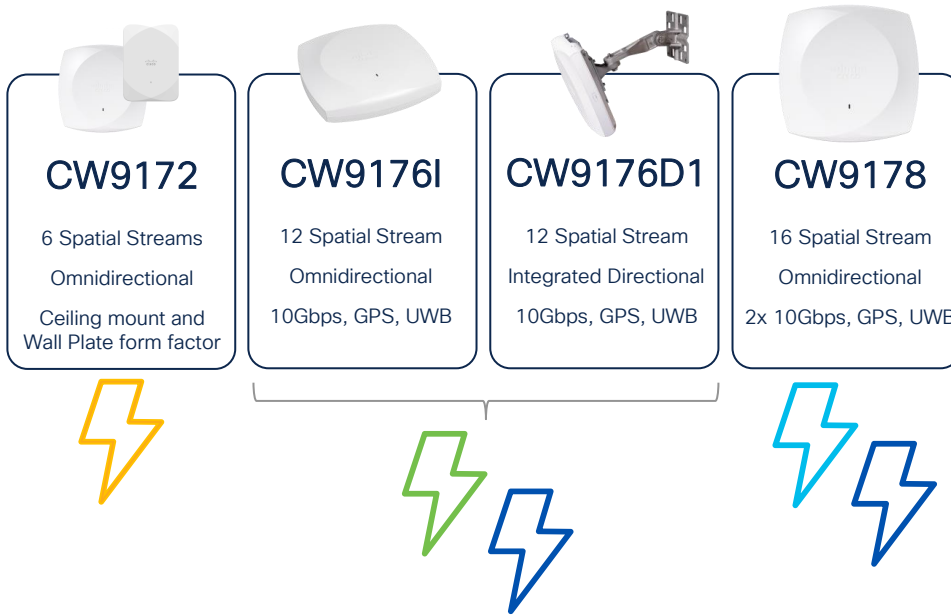 CW9172
6 Spatial Streams
Omnidirectional
Ceiling mount and
Wall Plate form factor
CW9176I
12 Spatial Stream
Omnidirectional
10Gbps, GPS, UWB
CW9176D1
12 Spatial Stream
Integrated Directional
10Gbps, GPS, UWB
CW9178
16 Spatial Stream
Omnidirectional
2x 10Gbps, GPS, UWB